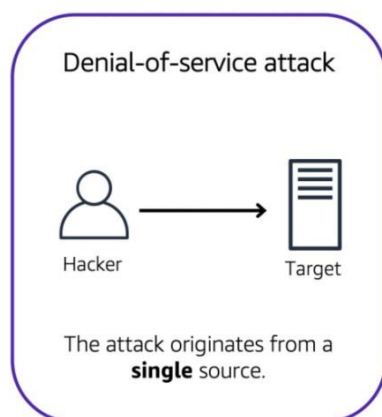 Denial-of-service attack
Hacker
Target
The attack originates from a
single source.